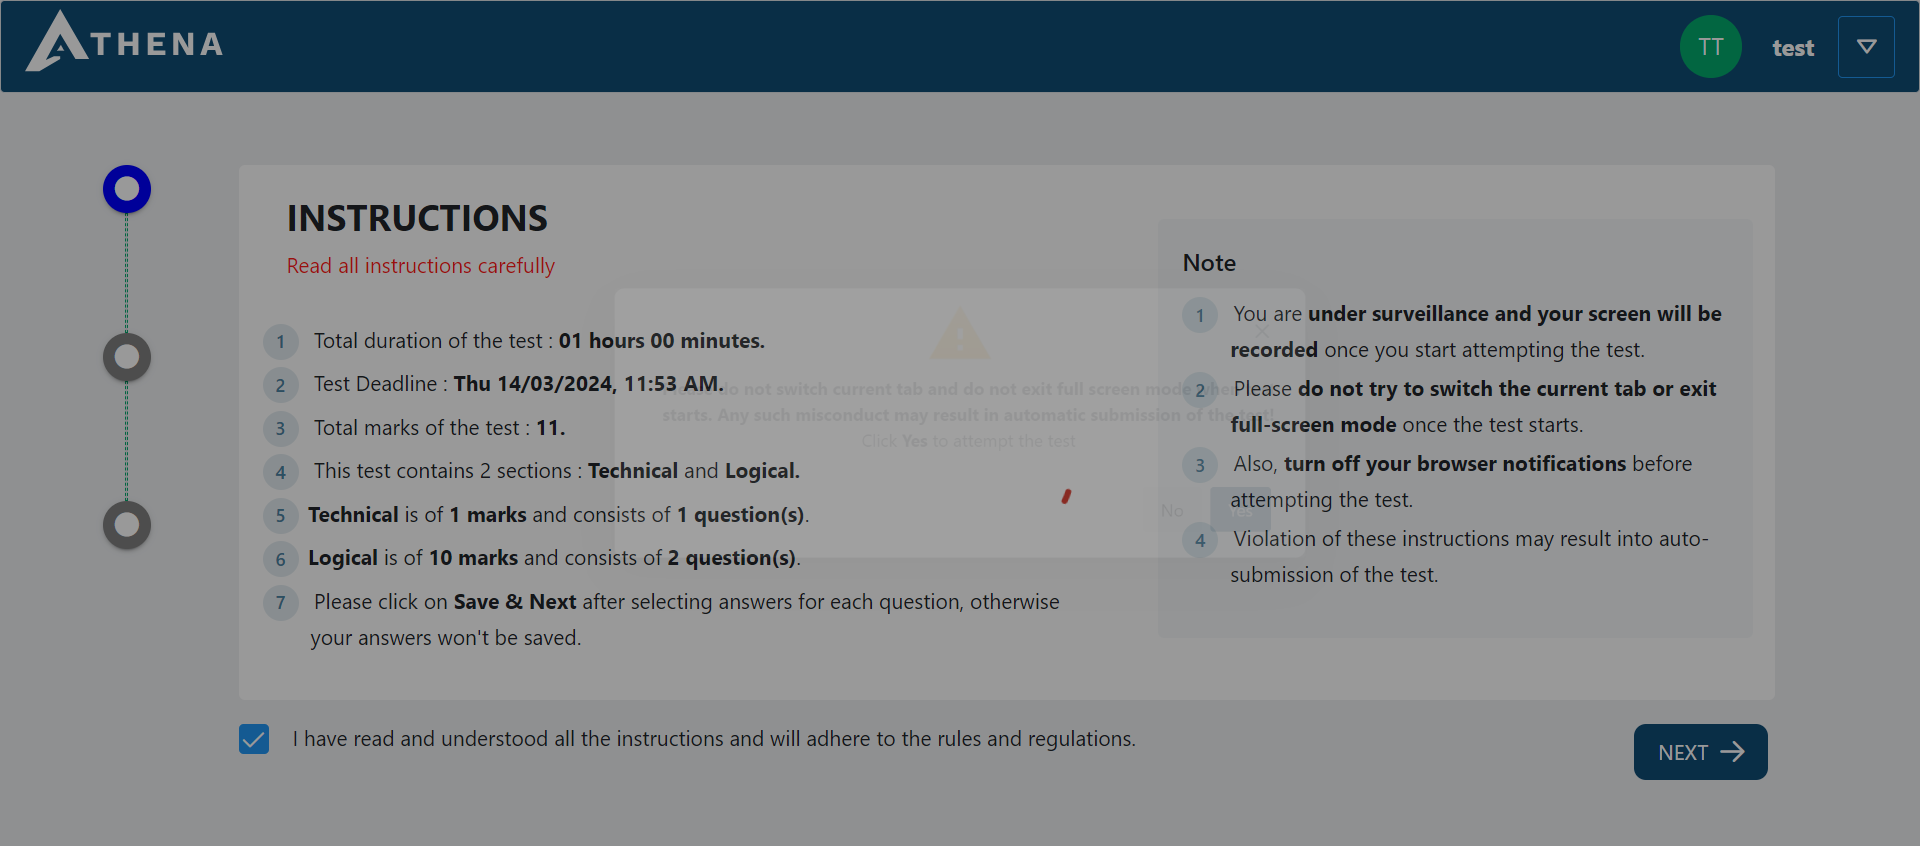 ATHENA
TT
test
INSTRUCTIONS
Read all instructions carefully
1 Total duration of the test : 01 hours 00 minutes.
2 Test Deadline : Thu 14/03/2024, 11:53 AM.
3 Total marks of the test : 11.
4 This test contains 2 sections : Technical and Logical.
5 Technical is of 1 marks and consists of 1 question(s).
6 Logical is of 10 marks and consists of 2 question(s).
7 Please click on Save & Next after selecting answers for each question, otherwise
your answers won't be saved.
Note
1 You are under surveillance and your screen will be
recorded once you start attempting the test.
2 Please do not try to switch the current tab or exit
full-screen mode once the test starts.
3 Also, turn off your browser notifications before
attempting the test.
4 Violation of these instructions may result into auto-
submission of the test.
do not switch current tab and do not exit full screen mode
starts. Any such misconduct may result in automatic submission of the test!
Click Yes to attempt the test
No
Yes
I have read and understood all the instructions and will adhere to the rules and regulations.
NEXT